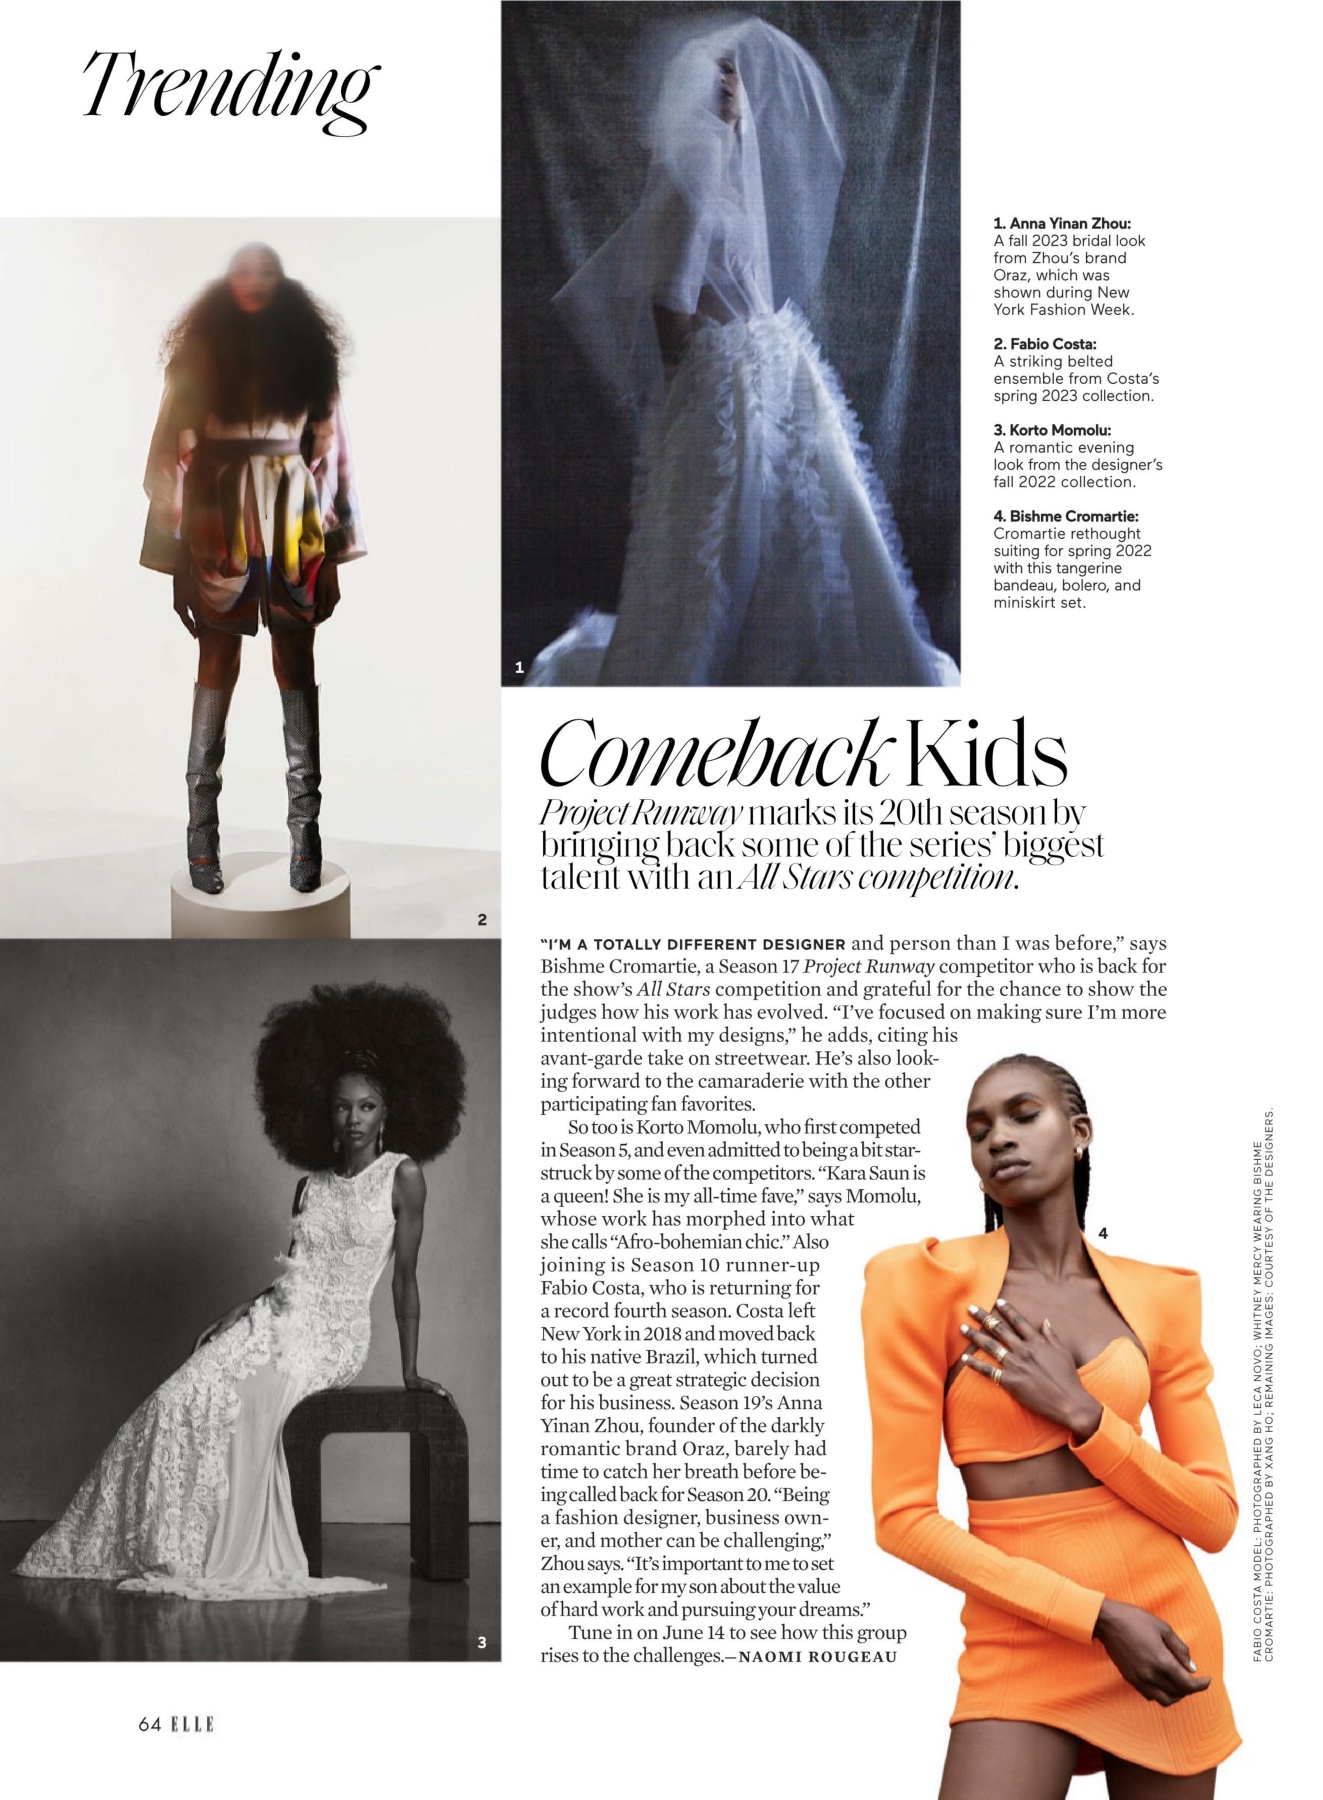 Trending
1. Anna Yinan Zhou:
A fall 2023 bridal look
from Zhou's brand
Oraz, which was
shown during New
York Fashion Week.
2. Fabio Costa:
A striking belted
ensemble from Costa's
spring 2023 collection.
3. Korto Momolu:
A romantic evening
look from the designer's
fall 2022 collection.
4. Bishme Cromartie:
Cromartie rethought
suiting for spring 2022
with this tangerine
bandeau, bolero, and
miniskirt set.
1
2
3
4
Comeback Kids
Project Runway marks its 20th season by
bringing back some of the series' biggest
talent with an All Stars competition.
"I'M A TOTALLY DIFFERENT DESIGNER and person than I was before," says
Bishme Cromartie, a Season 17 Project Runway competitor who is back for
the show's All Stars competition and grateful for the chance to show the
judges how his work has evolved. "I've focused on making sure I'm more
intentional with my designs," he adds, citing his
avant-garde take on streetwear. He's also look-
ing forward to the camaraderie with the other
participating fan favorites.
So too is Korto Momolu, who first competed
in Season 5, and even admitted to being a bit star-
struck by some of the competitors. "Kara Saun is
a queen! She is my all-time fave," says Momolu,
whose work has morphed into what
she calls "Afro-bohemian chic." Also
joining is Season 10 runner-up
Fabio Costa, who is returning for
a record fourth season. Costa left
New York in 2018 and moved back
to his native Brazil, which turned
out to be a great strategic decision
for his business. Season 19's Anna
Yinan Zhou, founder of the darkly
romantic brand Oraz, barely had
time to catch her breath before be-
ing called back for Season 20. "Being
a fashion designer, business own-
er, and mother can be challenging,"
Zhou says. "It's important to me to set
an example for my son about the value
of hard work and pursuing your dreams."
Tune in on June 14 to see how this group
rises to the challenges.—NAOMI ROUGEAU
FABIO COSTA MODEL: PHOTOGRAPHED BY LECA NOVO; WHITNEY MERCY WEARING BISHME
CROMARTIE: PHOTOGRAPHED BY XANG HO; REMAINING IMAGES: COURTESY OF THE DESIGNERS.
64 ELLE